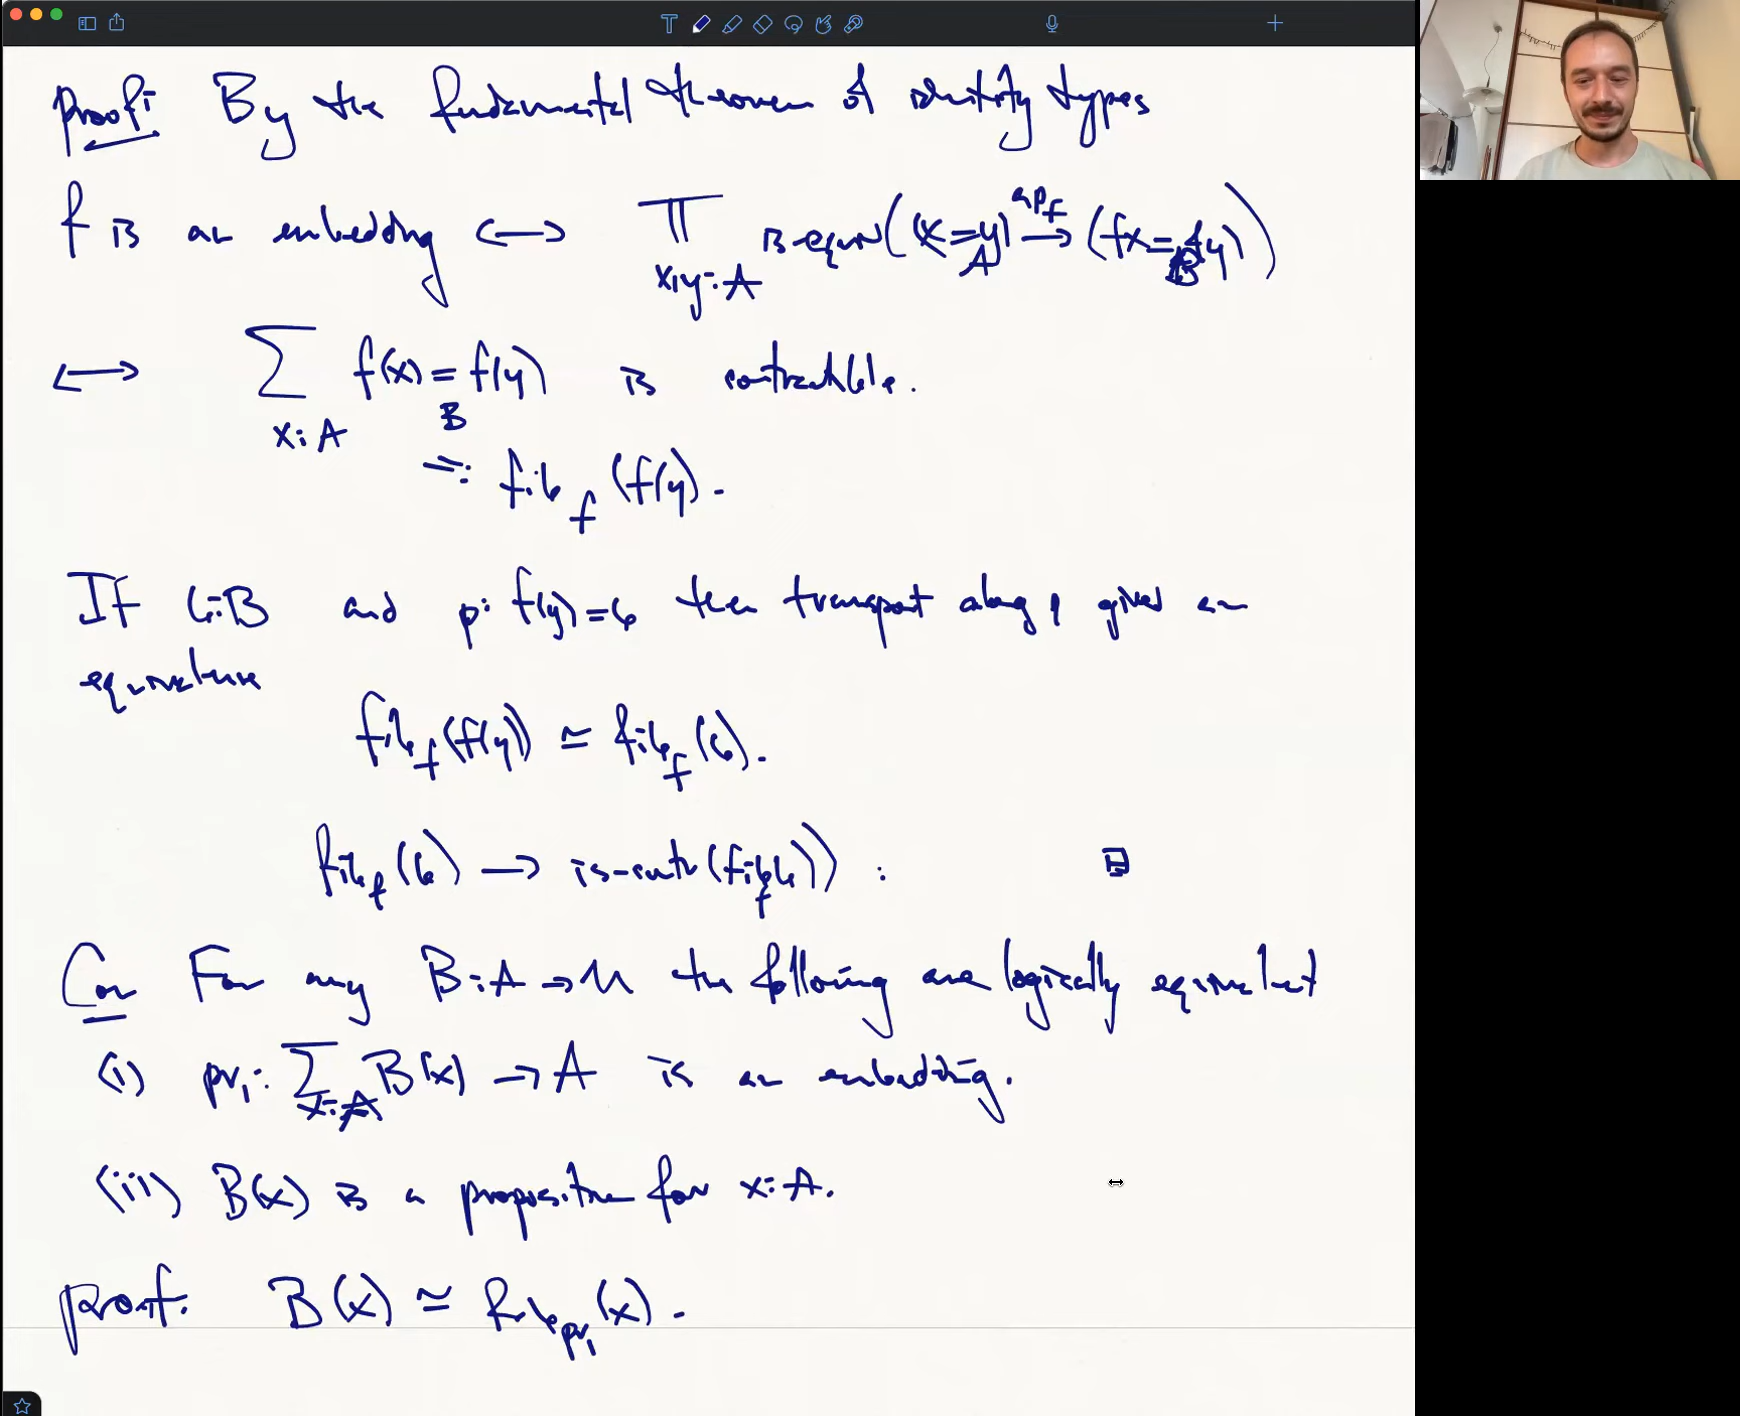 Proof: By the fundamental theorem of identity types
f is an embedding ⟷ ∏_{x,y:A} is-equiv((x =_A y) →^{ap_f} (fx =_B fy))
⟷ ∑_{x:A} f(x) =_B f(y) is contractible.
≐: fib_f (f(y).
If b:B and p: f(y)=b then transport along p gives an
equivalence
fib_f(f(y)) ≃ fib_f(b).
fib_f(b) → is-contr(fib_f b)) :
Cor For any B:A→U the following are logically equivalent
(i) pr₁: ∑_{x:A} B(x) → A is an embedding.
(ii) B(x) is a proposition for x:A.
proof. B(x) ≃ fib_{pr₁}(x).